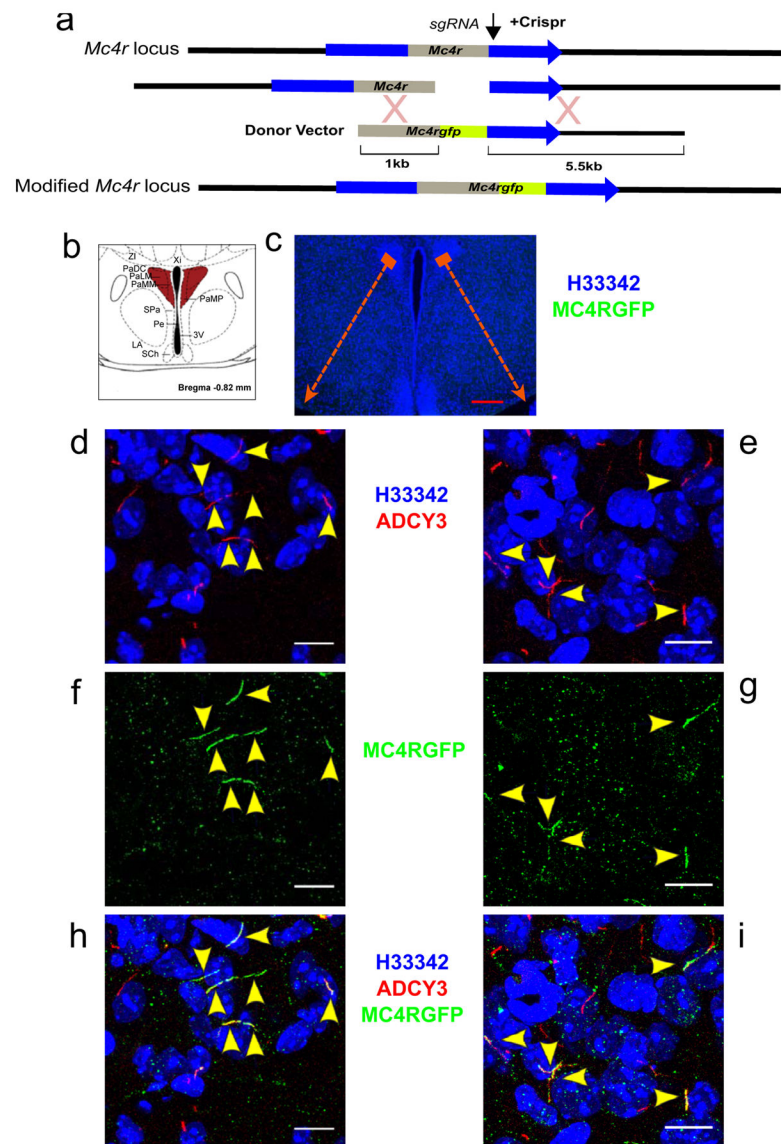 a
sgRNA +Crispr
Mc4r locus
Mc4r
Mc4r
X X
Donor Vector
Mc4rgfp
1kb
5.5kb
Modified Mc4r locus
Mc4rgfp
b
ZI
Xi
PaDC
PaLM
PaMM
PaMP
SPa
Pe
3V
LA
SCh
Bregma -0.82 mm
c
H33342
MC4RGFP
d
e
H33342
ADCY3
f
g
MC4RGFP
h
i
H33342
ADCY3
MC4RGFP